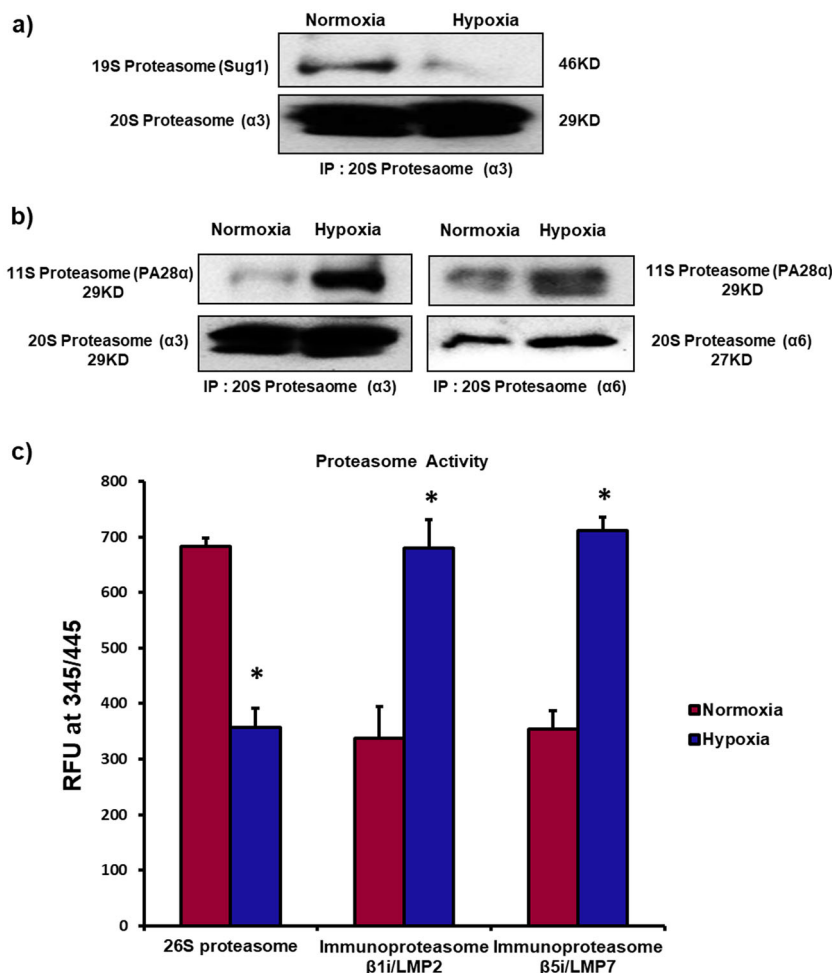 a)
Normoxia Hypoxia
19S Proteasome (Sug1) 46KD
20S Proteasome (α3) 29KD
IP : 20S Protesaome (α3)
b)
Normoxia Hypoxia Normoxia Hypoxia
11S Proteasome (PA28α)
29KD
11S Proteasome (PA28α)
29KD
20S Proteasome (α3)
29KD
20S Proteasome (α6)
27KD
IP : 20S Protesaome (α3) IP : 20S Protesaome (α6)
c)
Proteasome Activity
800
700
600
500
400
300
200
100
0
RFU at 345/445
*
*
*
Normoxia
Hypoxia
26S proteasome
Immunoproteasome
ß1i/LMP2
Immunoproteasome
ß5i/LMP7